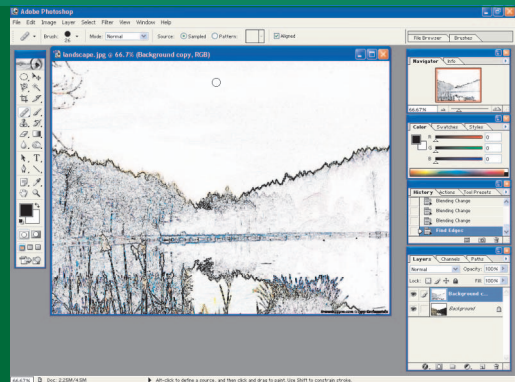 Adobe Photoshop
File Edit Image Layer Select Filter View Window Help
Brush: 26 Mode: Normal Source: Sampled Pattern: Aligned
File Browser Brushes
landscape.jpg @ 66.7% (Background copy, RGB)
Navigator Info
66.67%
Color Swatches Styles
R 0
G 0
B 0
History Actions Tool Presets
Blending Change
Blending Change
Blending Change
Find Edges
Layers Channels Paths
Normal Opacity: 100%
Lock: Fill: 100%
Background c...
Background
66.67% Doc: 2.25M/4.5M Alt-click to define a source, and then click and drag to paint. Use Shift to constrain stroke.